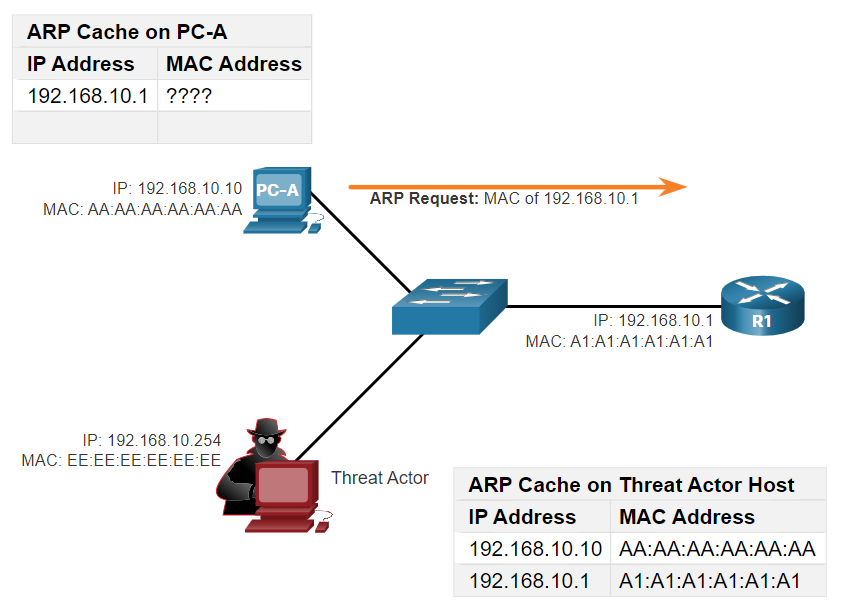 ARP Cache on PC-A
IP Address MAC Address
192.168.10.1 ????
IP: 192.168.10.10
MAC: AA:AA:AA:AA:AA:AA
PC-A
ARP Request: MAC of 192.168.10.1
IP: 192.168.10.1
MAC: A1:A1:A1:A1:A1:A1
R1
IP: 192.168.10.254
MAC: EE:EE:EE:EE:EE:EE
Threat Actor
ARP Cache on Threat Actor Host
IP Address MAC Address
192.168.10.10 AA:AA:AA:AA:AA:AA
192.168.10.1 A1:A1:A1:A1:A1:A1